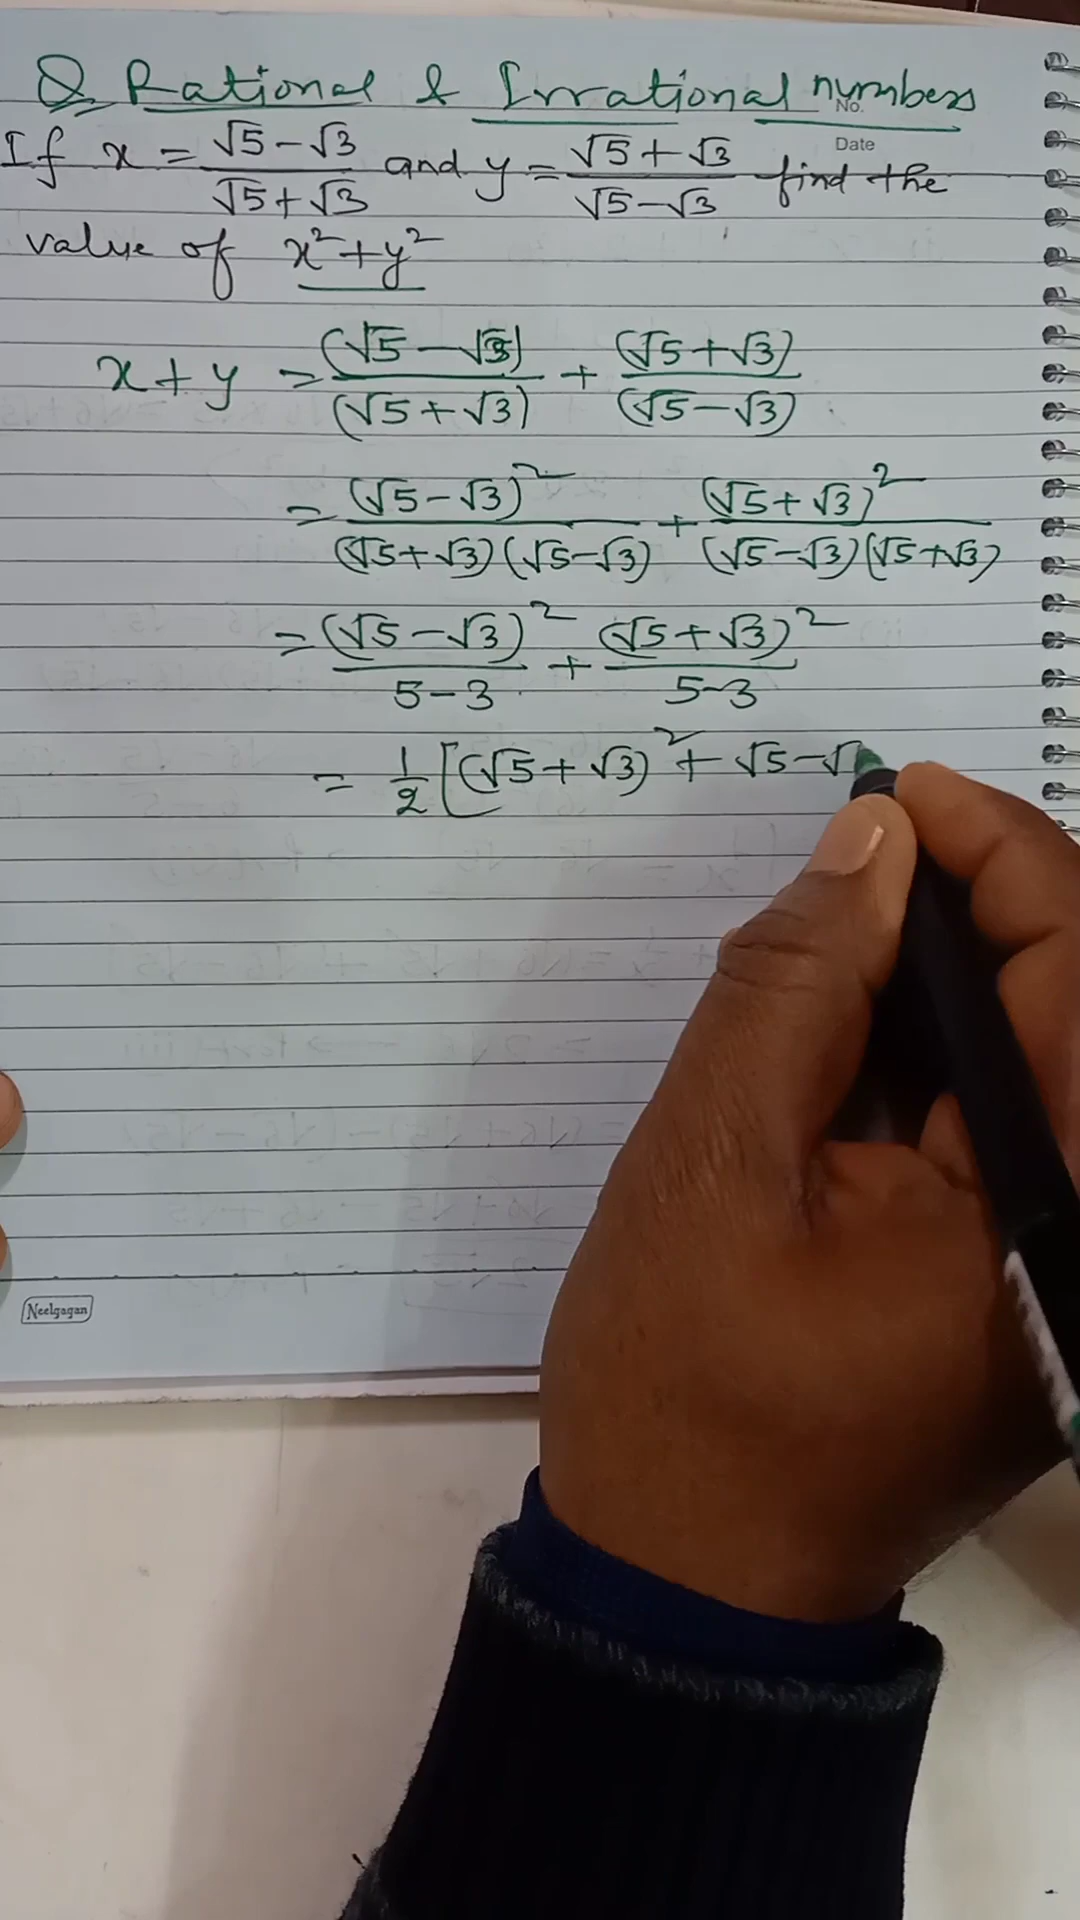 Q Rational & Irrational numbers
No.
Date
If x = √5-√3/√5+√3 and y = √5+√3/√5-√3 find the
value of x²+y²
x+y = (√5-√3)/(√5+√3) + (√5+√3)/(√5-√3)
= (√5-√3)²/(√5+√3)(√5-√3) + (√5+√3)²/(√5-√3)(√5+√3)
= (√5-√3)²/5-3 + (√5+√3)²/5-3
= 1/2 [(√5+√3)² + √5-√
Neelgagan